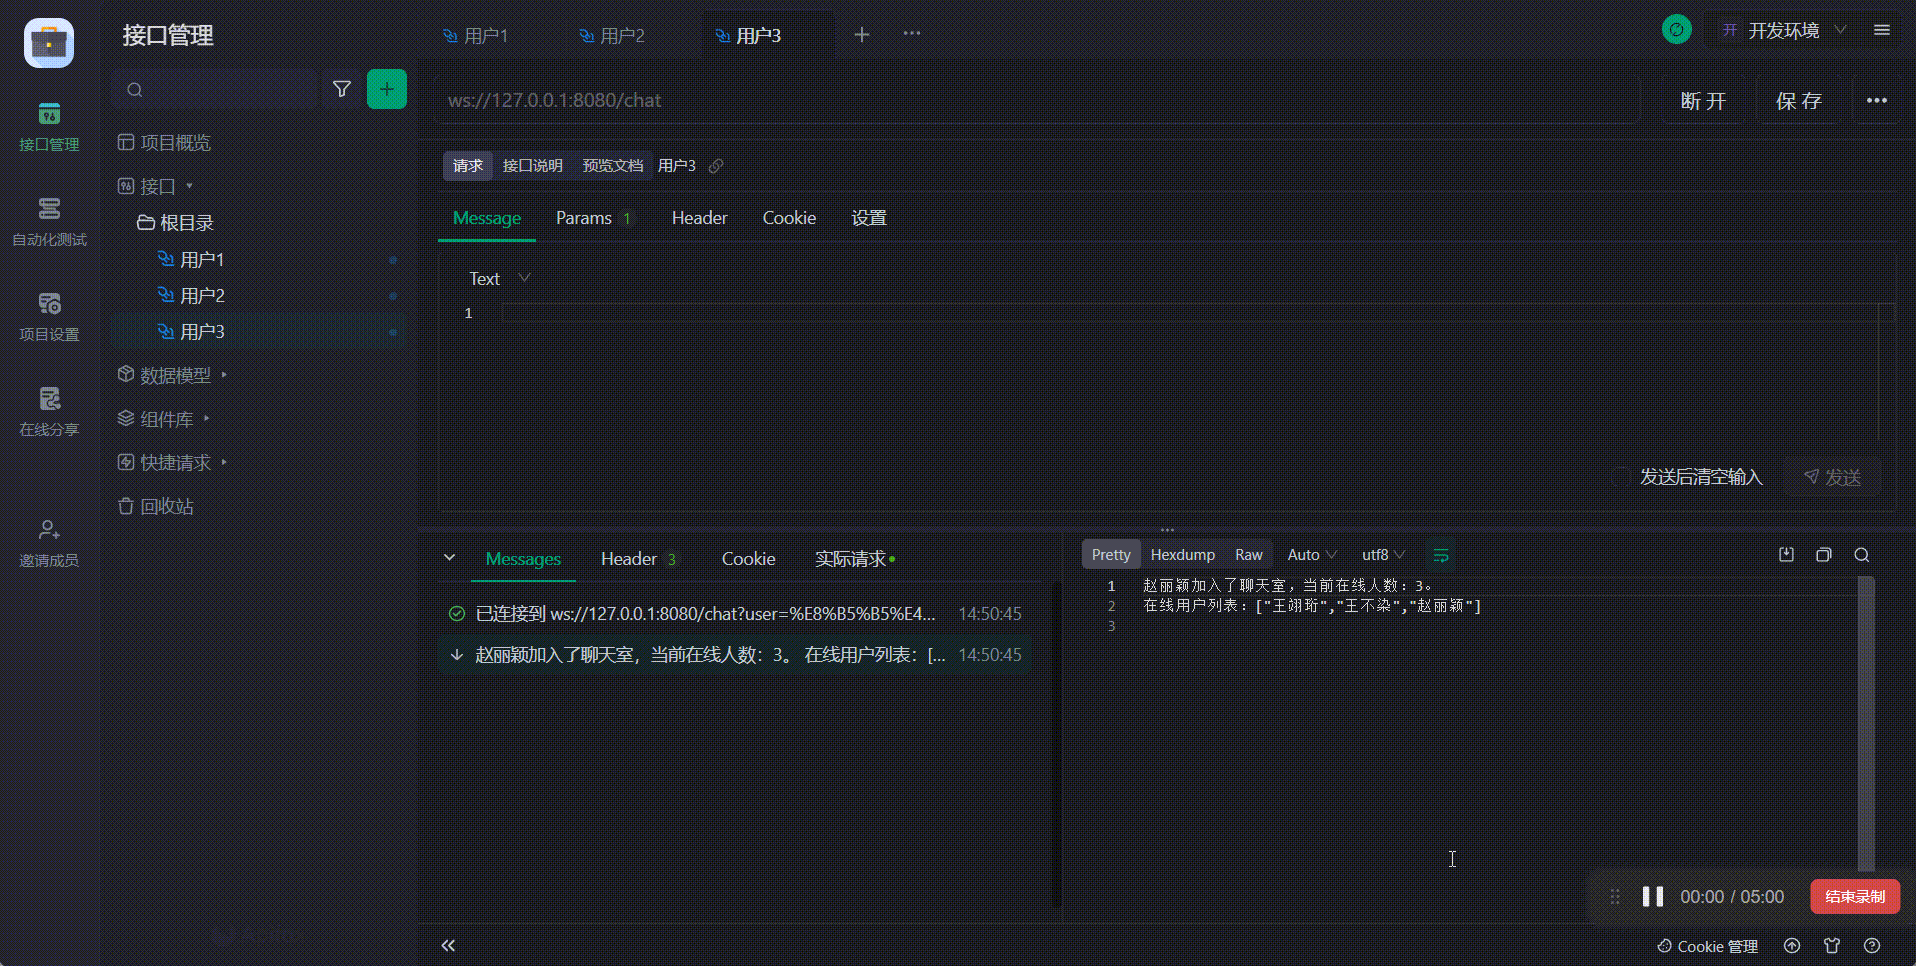 接口管理
自动化测试
项目设置
在线分享
邀请成员
接口管理
项目概览
接口
根目录
用户1
用户2
用户3
数据模型
组件库
快捷请求
回收站
用户1 用户2 用户3
开 开发环境
ws://127.0.0.1:8080/chat
断开 保存
请求 接口说明 预览文档 用户3
Message Params 1 Header Cookie 设置
Text
1
发送后清空输入 发送
Messages Header 3 Cookie 实际请求
已连接到 ws://127.0.0.1:8080/chat?user=%E8%B5%B5%E4... 14:50:45
赵丽颖加入了聊天室，当前在线人数：3。 在线用户列表：[... 14:50:45
Pretty Hexdump Raw Auto utf8
1 赵丽颖加入了聊天室，当前在线人数：3。
2 在线用户列表：["王翊珩","王不染","赵丽颖"]
3
00:00 / 05:00 结束录制
Cookie 管理